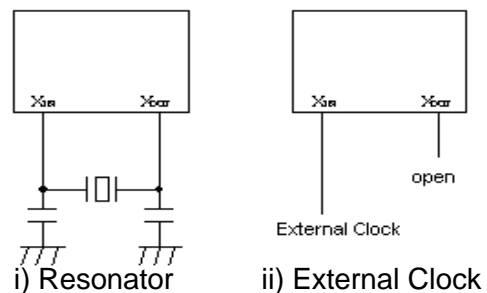 XIN XOUT XIN XOUT
open
External Clock
i) Resonator ii) External Clock